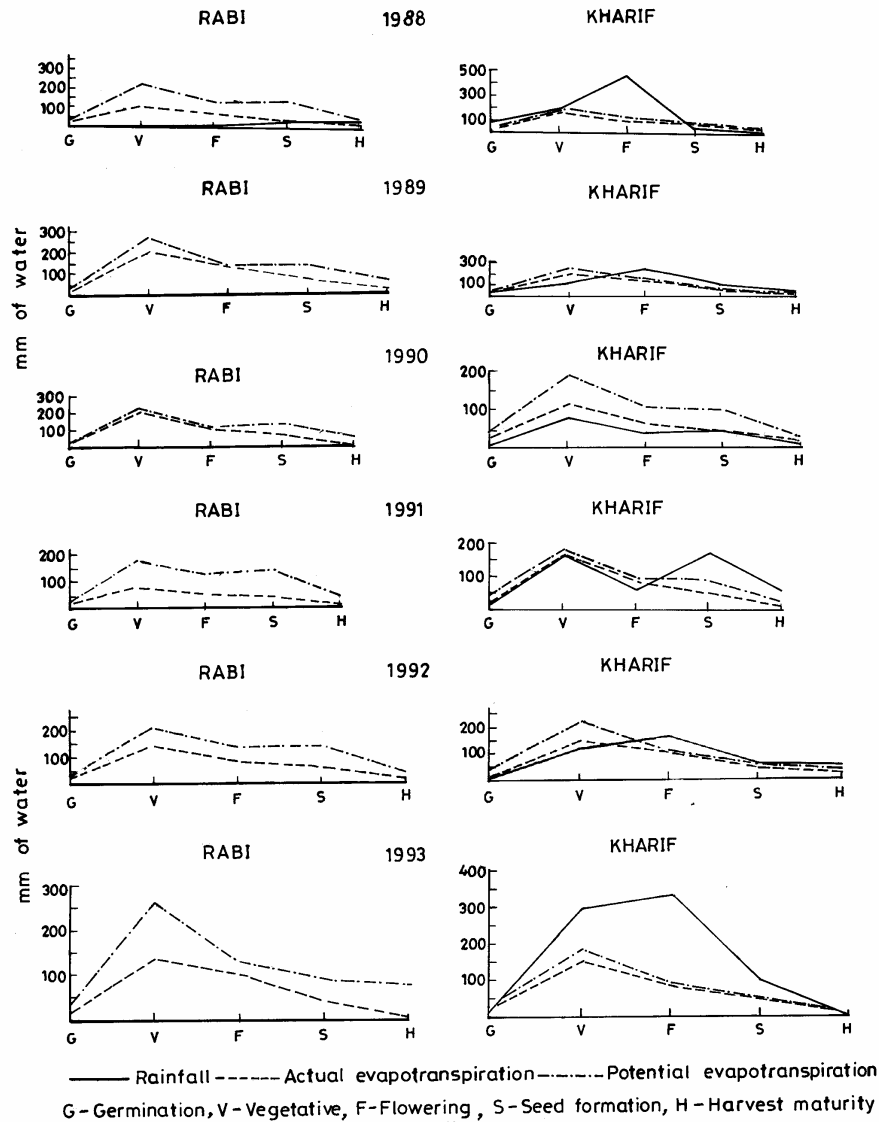 RABI 1988 KHARIF
300
200
100
G V F S H
500
300
100
G V F S H
RABI 1989 KHARIF
300
200
100
G V F S H
300
100
G V F S H
mm of water
RABI 1990 KHARIF
300
200
100
G V F S H
200
100
G V F S H
RABI 1991 KHARIF
200
100
G V F S H
200
100
G V F S H
RABI 1992 KHARIF
200
100
G V F S H
200
100
G V F S H
mm of water
RABI 1993 KHARIF
300
200
100
G V F S H
400
300
200
100
G V F S H
Rainfall Actual evapotranspiration Potential evapotranspiration
G-Germination, V-Vegetative, F-Flowering, S-Seed formation, H-Harvest maturity